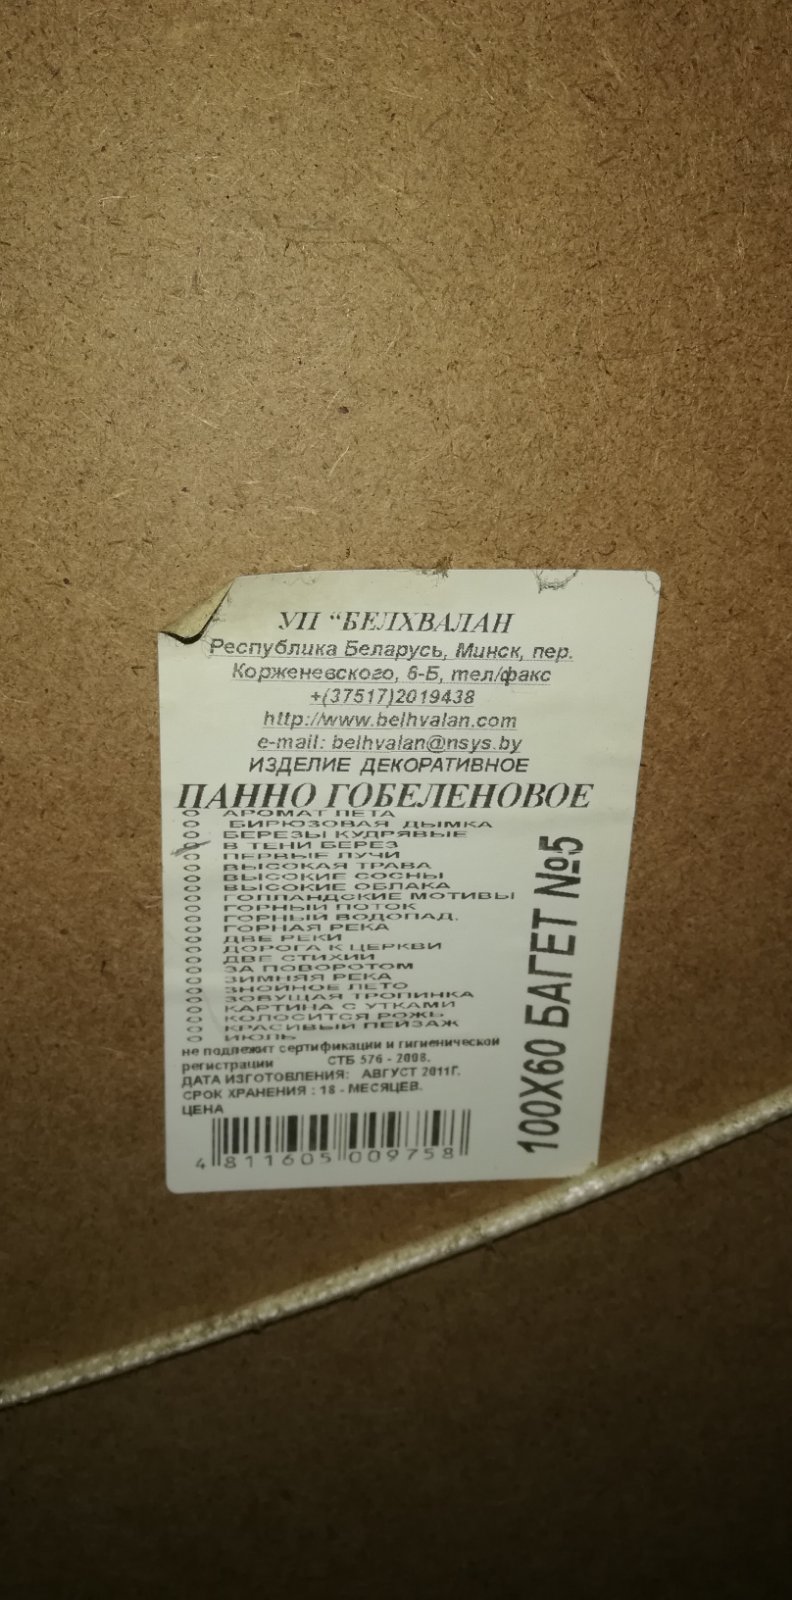 УП “БЕЛХВАЛАН
Республика Беларусь, Минск, пер.
Корженевского, 6-Б, тел/факс
+(37517)2019438
http://www.belhvalan.com
e-mail: belhvalan@nsys.by
ИЗДЕЛИЕ ДЕКОРАТИВНОЕ
ПАННО ГОБЕЛЕНОВОЕ
О АРОМАТ ЛЕТА
О БИРЮЗОВАЯ ДЫМКА
О БЕРЕЗЫ КУДРЯВЫЕ
О В ТЕНИ БЕРЕЗ
О ПЕРВЫЕ ЛУЧИ
О ВЫСОКАЯ ТРАВА
О ВЫСОКИЕ СОСНЫ
О ВЫСОКИЕ ОБЛАКА
О ГОЛЛАНДСКИЕ МОТИВЫ
О ГОРНЫЙ ПОТОК
О ГОРНЫЙ ВОДОПАД.
О ГОРНАЯ РЕКА
О ДВЕ РЕКИ
О ДОРОГА К ЦЕРКВИ
О ДВЕ СТИХИИ
О ЗА ПОВОРОТОМ
О ЗИМНЯЯ РЕКА
О ЗНОЙНОЕ ЛЕТО
О ЗОВУЩАЯ ТРОПИНКА
О КАРТИНА С УТКАМИ
О КОЛОСИТСЯ РОЖЬ
О КРАСИВЫЙ ПЕЙЗАЖ
О ИЮЛЬ
не подлежит сертификации и гигиенической
регистрации СТБ 576 - 2008.
ДАТА ИЗГОТОВЛЕНИЯ: АВГУСТ 2011Г.
СРОК ХРАНЕНИЯ : 18 - МЕСЯЦЕВ.
ЦЕНА
4 811605 009758
100Х60 БАГЕТ №5